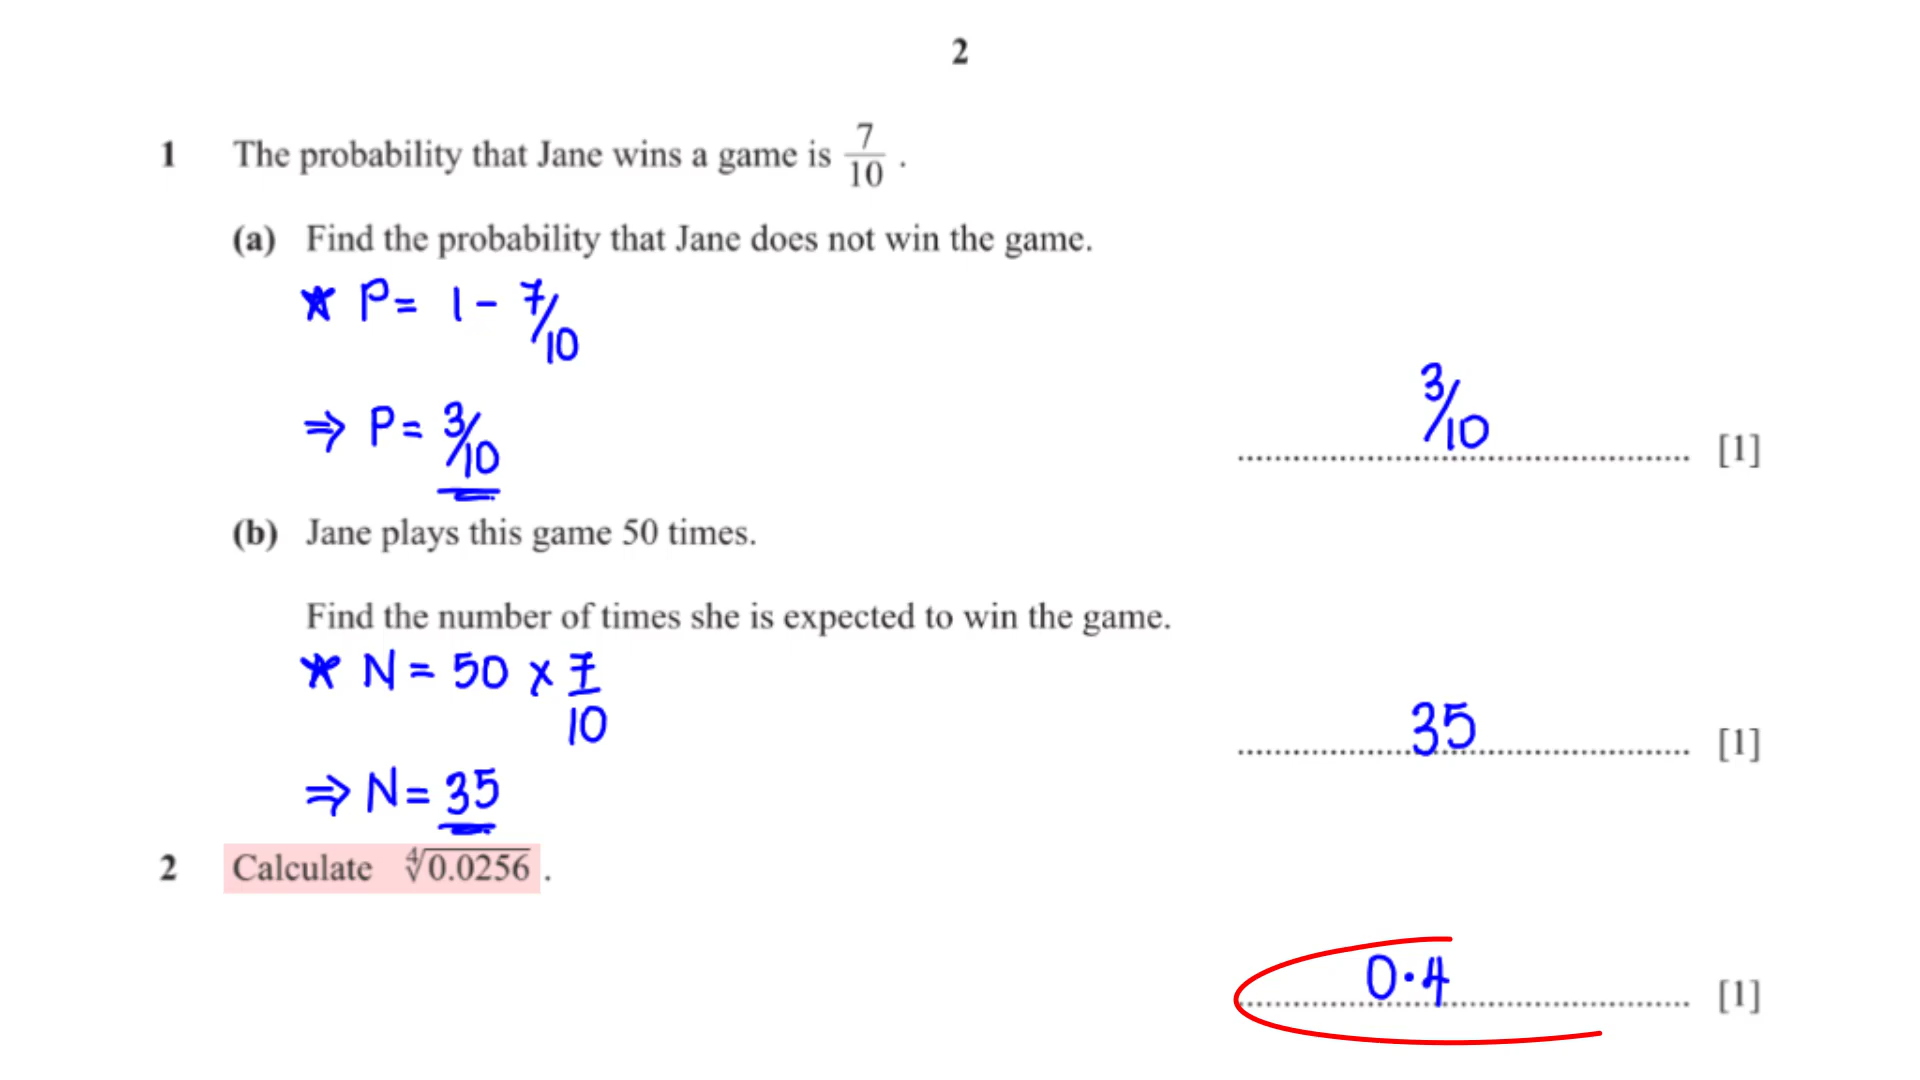 2
1 The probability that Jane wins a game is 7/10 .
(a) Find the probability that Jane does not win the game.
* P = 1 - 7/10
⇒ P = 3/10
3/10 [1]
(b) Jane plays this game 50 times.
Find the number of times she is expected to win the game.
* N = 50 x 7/10
35 [1]
⇒ N = 35
2 Calculate ∜0.0256 .
0.4 [1]